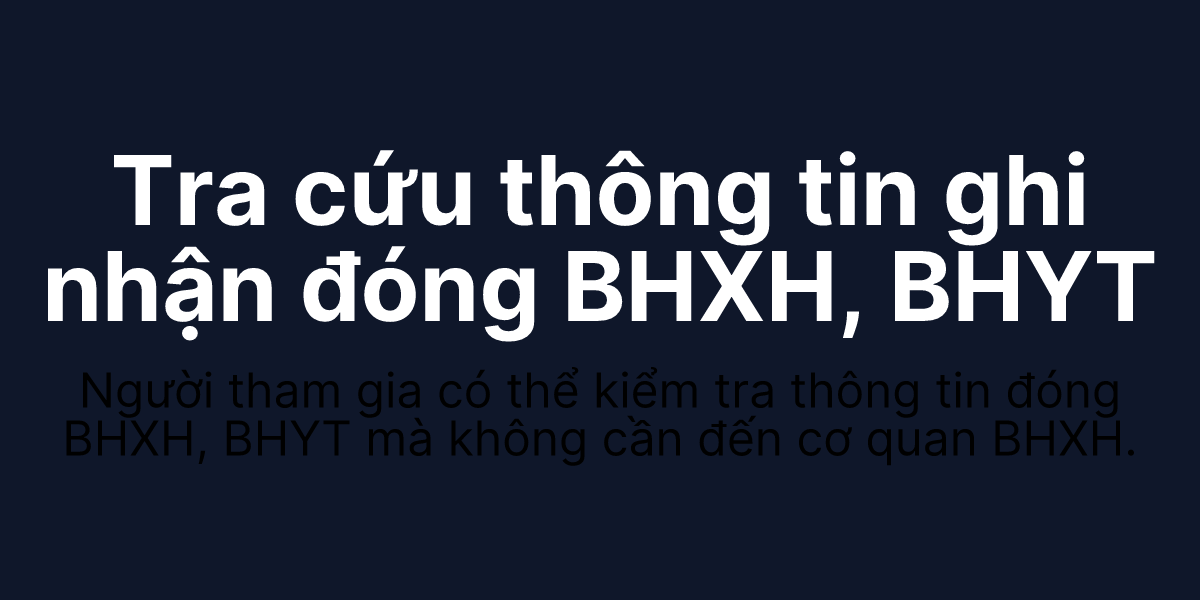 Tra cứu thông tin ghi
nhận đóng BHXH, BHYT
Người tham gia có thể kiểm tra thông tin đóng
BHXH, BHYT mà không cần đến cơ quan BHXH.